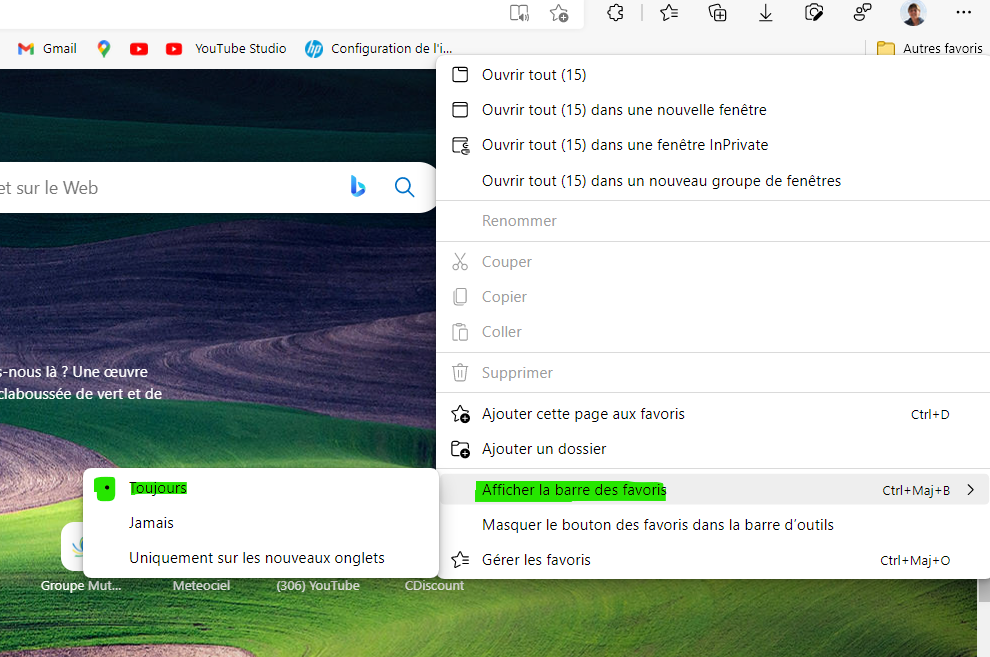 Gmail
YouTube Studio
Configuration de l'i...
Autres favoris
Ouvrir tout (15)
Ouvrir tout (15) dans une nouvelle fenêtre
Ouvrir tout (15) dans une fenêtre InPrivate
Ouvrir tout (15) dans un nouveau groupe de fenêtres
et sur le Web
Renommer
Couper
Copier
Coller
Supprimer
s-nous là ? Une œuvre
claboussée de vert et de
Ajouter cette page aux favoris Ctrl+D
Ajouter un dossier
Afficher la barre des favoris Ctrl+Maj+B
Masquer le bouton des favoris dans la barre d’outils
Gérer les favoris Ctrl+Maj+O
Toujours
Jamais
Uniquement sur les nouveaux onglets
Groupe Mut...
Meteociel
(306) YouTube
CDiscount